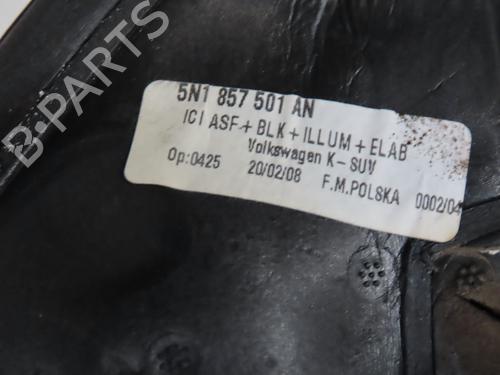 5N1 857 501 AN
ICI ASF + BLK + ILLUM + ELAB
Volkswagen K-SUV
Op:0425 20/02/08 F.M.POLSKA 0002/04
B-PARTS